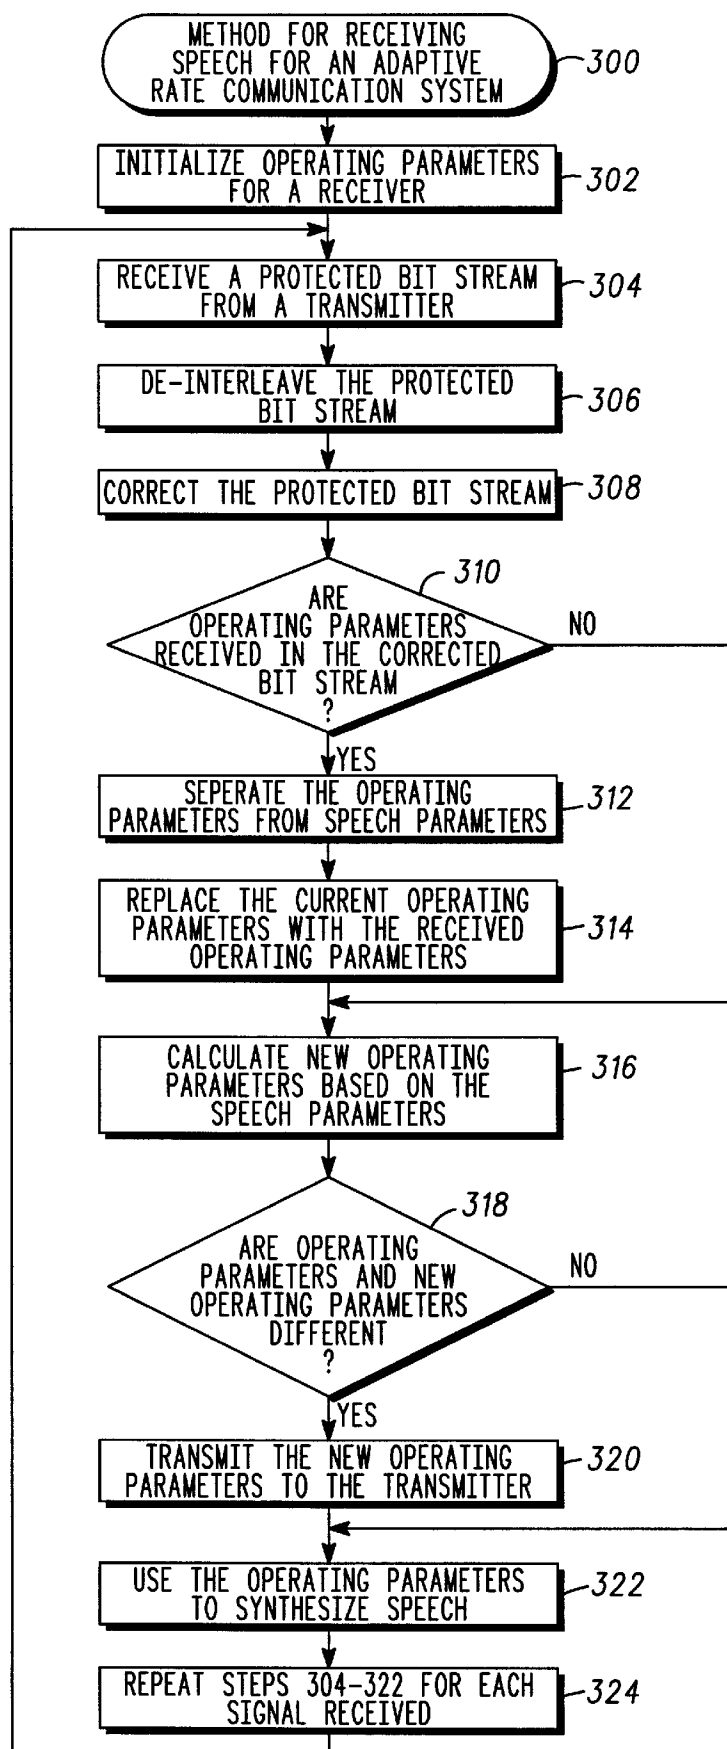 METHOD FOR RECEIVING
SPEECH FOR AN ADAPTIVE
RATE COMMUNICATION SYSTEM
300
INITIALIZE OPERATING PARAMETERS
FOR A RECEIVER
302
RECEIVE A PROTECTED BIT STREAM
FROM A TRANSMITTER
304
DE-INTERLEAVE THE PROTECTED
BIT STREAM
306
CORRECT THE PROTECTED BIT STREAM
308
310
ARE
OPERATING PARAMETERS
RECEIVED IN THE CORRECTED
BIT STREAM
?
NO
YES
SEPERATE THE OPERATING
PARAMETERS FROM SPEECH PARAMETERS
312
REPLACE THE CURRENT OPERATING
PARAMETERS WITH THE RECEIVED
OPERATING PARAMETERS
314
CALCULATE NEW OPERATING
PARAMETERS BASED ON THE
SPEECH PARAMETERS
316
318
ARE OPERATING
PARAMETERS AND NEW
OPERATING PARAMETERS
DIFFERENT
?
NO
YES
TRANSMIT THE NEW OPERATING
PARAMETERS TO THE TRANSMITTER
320
USE THE OPERATING PARAMETERS
TO SYNTHESIZE SPEECH
322
REPEAT STEPS 304-322 FOR EACH
SIGNAL RECEIVED
324